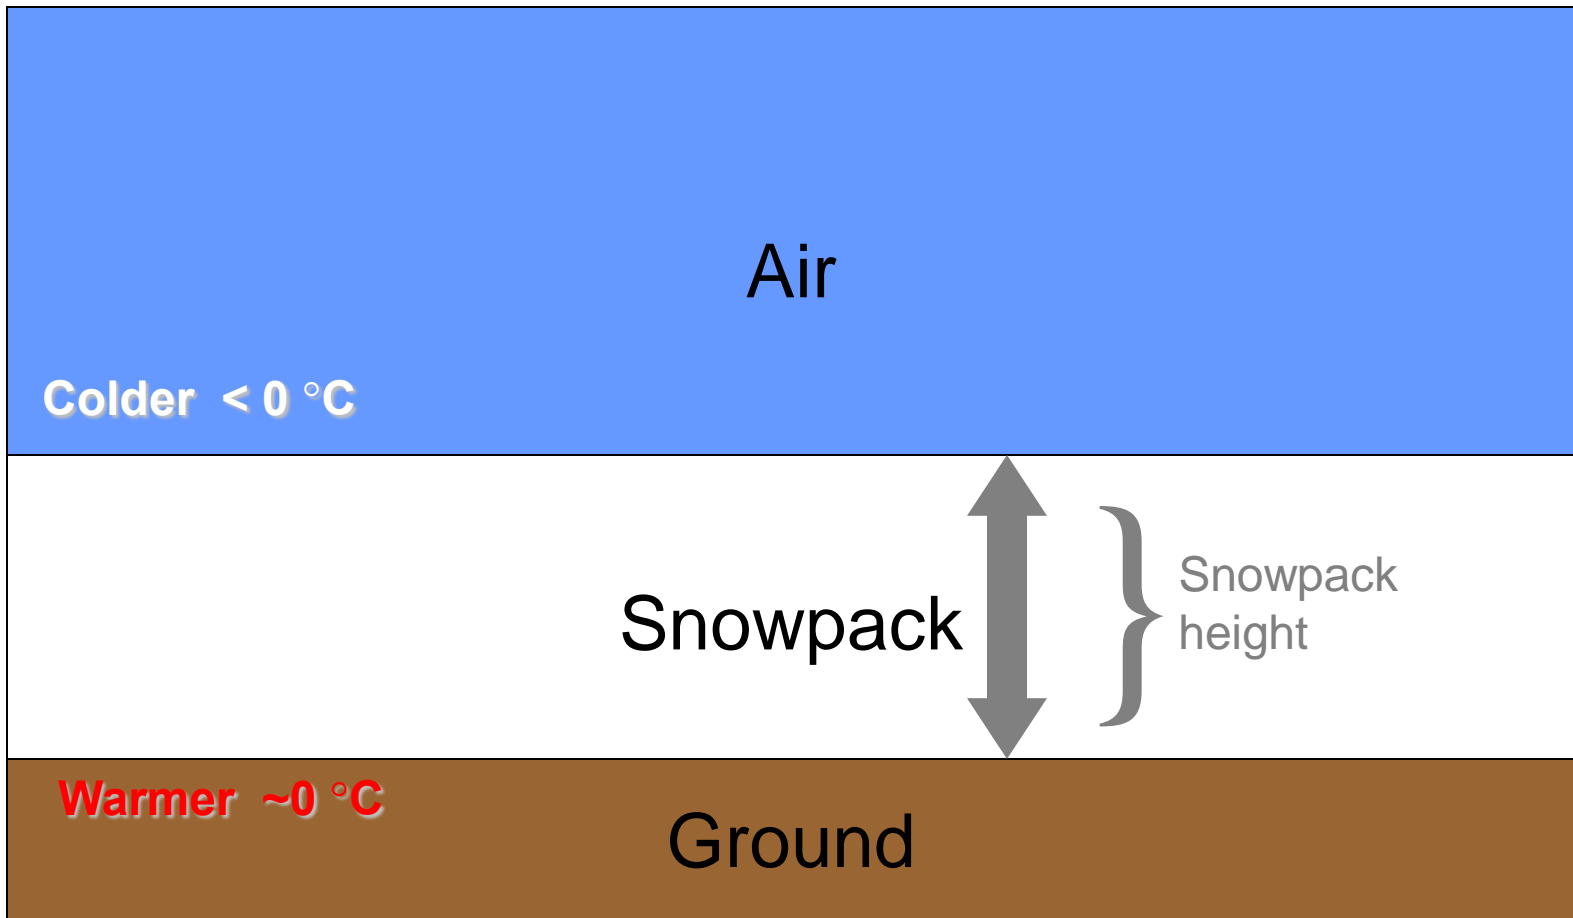 Air
Colder < 0 °C
Snowpack
Snowpack
height
Warmer ~0 °C
Ground